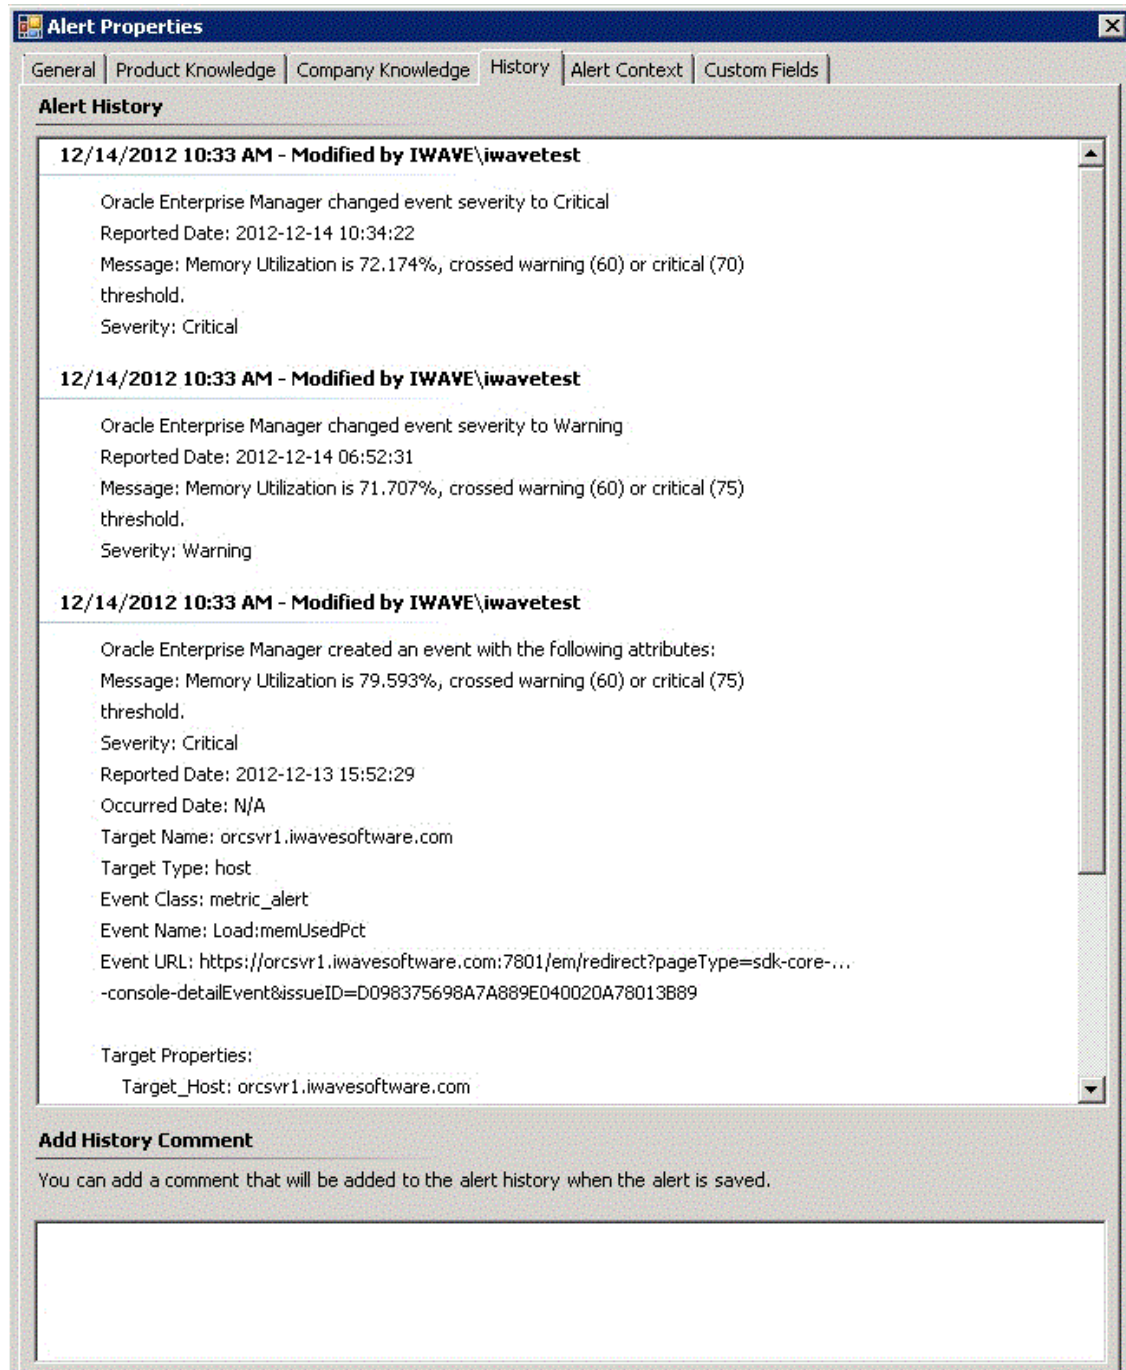 Alert Properties
General Product Knowledge Company Knowledge History Alert Context Custom Fields
Alert History
12/14/2012 10:33 AM - Modified by IWAVE\iwavetest
Oracle Enterprise Manager changed event severity to Critical
Reported Date: 2012-12-14 10:34:22
Message: Memory Utilization is 72.174%, crossed warning (60) or critical (70)
threshold.
Severity: Critical
12/14/2012 10:33 AM - Modified by IWAVE\iwavetest
Oracle Enterprise Manager changed event severity to Warning
Reported Date: 2012-12-14 06:52:31
Message: Memory Utilization is 71.707%, crossed warning (60) or critical (75)
threshold.
Severity: Warning
12/14/2012 10:33 AM - Modified by IWAVE\iwavetest
Oracle Enterprise Manager created an event with the following attributes:
Message: Memory Utilization is 79.593%, crossed warning (60) or critical (75)
threshold.
Severity: Critical
Reported Date: 2012-12-13 15:52:29
Occurred Date: N/A
Target Name: orcsvr1.iwavesoftware.com
Target Type: host
Event Class: metric_alert
Event Name: Load:memUsedPct
Event URL: https://orcsvr1.iwavesoftware.com:7801/em/redirect?pageType=sdk-core-...
-console-detailEvent&issueID=D098375698A7A889E040020A78013B89
Target Properties:
Target_Host: orcsvr1.iwavesoftware.com
Add History Comment
You can add a comment that will be added to the alert history when the alert is saved.